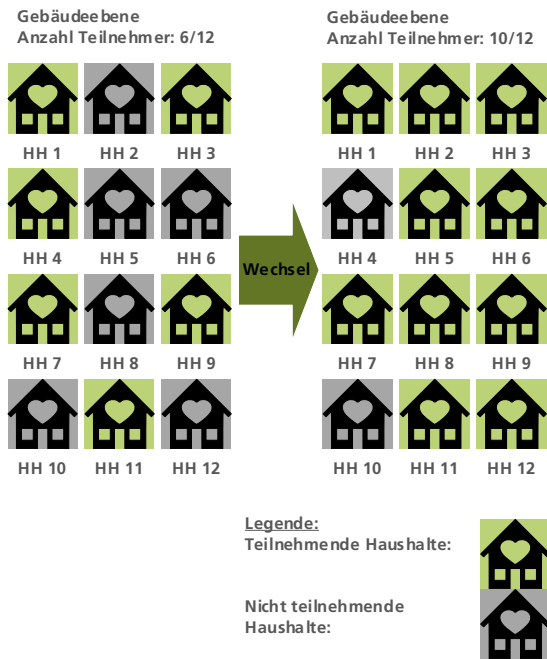 Gebäudeebene
Anzahl Teilnehmer: 6/12
HH 1 HH 2 HH 3
HH 4 HH 5 HH 6
HH 7 HH 8 HH 9
HH 10 HH 11 HH 12
Wechsel
Gebäudeebene
Anzahl Teilnehmer: 10/12
HH 1 HH 2 HH 3
HH 4 HH 5 HH 6
HH 7 HH 8 HH 9
HH 10 HH 11 HH 12
Legende:
Teilnehmende Haushalte:
Nicht teilnehmende
Haushalte: